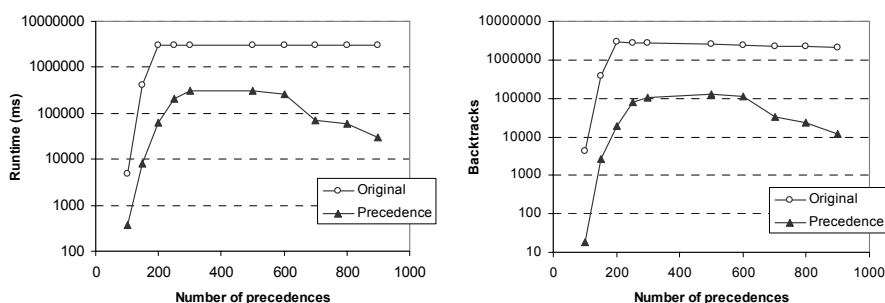 10000000
1000000
100000
10000
1000
100
Runtime (ms)
0 200 400 600 800 1000
Number of precedences
Original
Precedence
10000000
1000000
100000
10000
1000
100
10
Backtracks
0 200 400 600 800 1000
Number of precedences
Original
Precedence